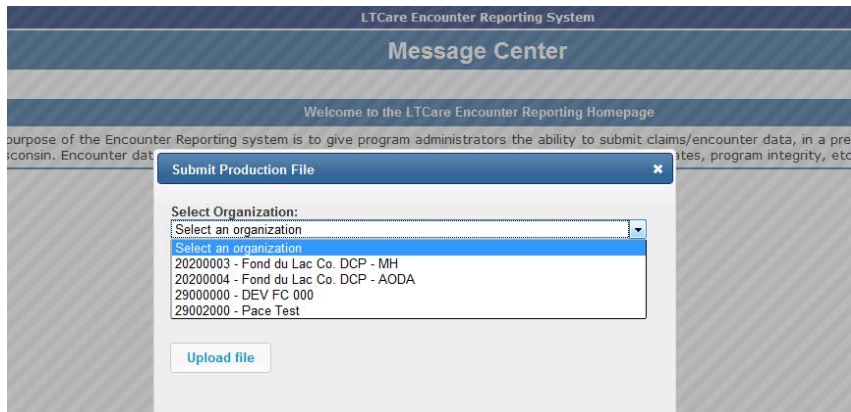 LTCare Encounter Reporting System
Message Center
Welcome to the LTCare Encounter Reporting Homepage
purpose of the Encounter Reporting system is to give program administrators the ability to submit claims/encounter data, in a pre
sconsin. Encounter dat ates, program integrity, etc
Submit Production File
Select Organization:
Select an organization
Select an organization
20200003 - Fond du Lac Co. DCP - MH
20200004 - Fond du Lac Co. DCP - AODA
29000000 - DEV FC 000
29002000 - Pace Test
Upload file